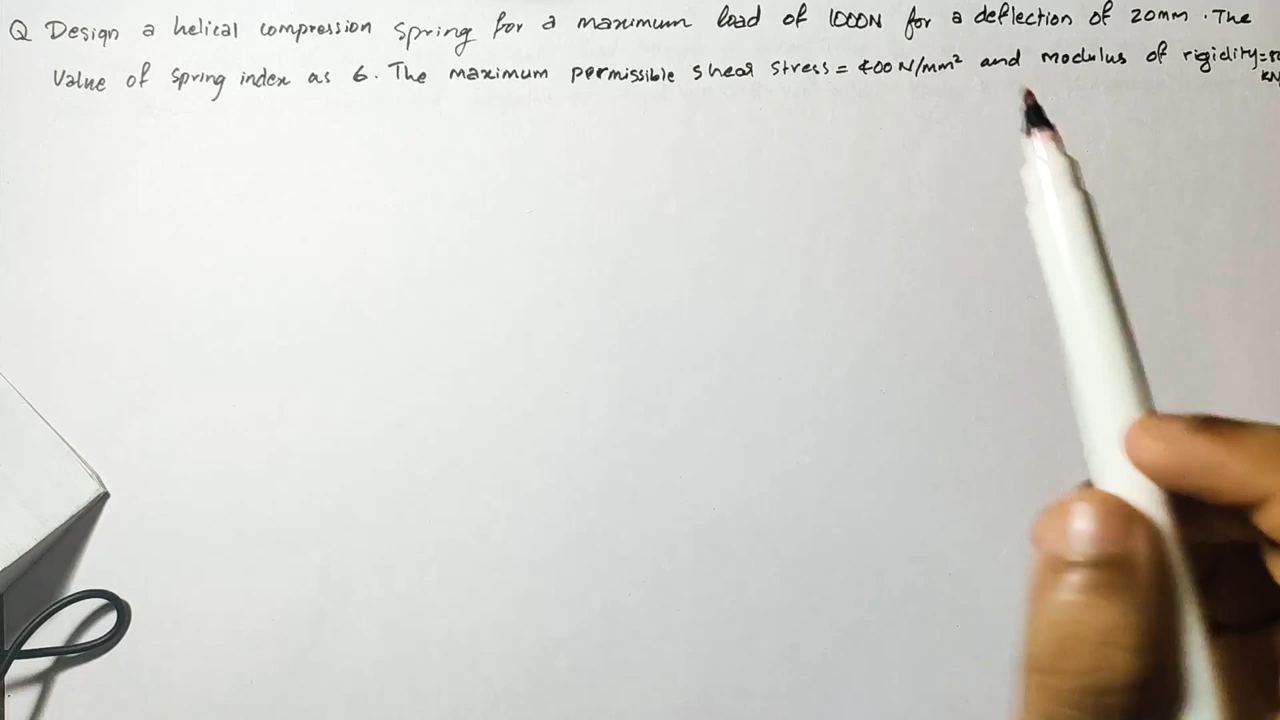 Q Design a helical compression spring for a maximum load of 1000N for a deflection of 20mm. The
Value of spring index as 6. The maximum permissible shear stress = 400 N/mm² and modulus of rigidity =
KN